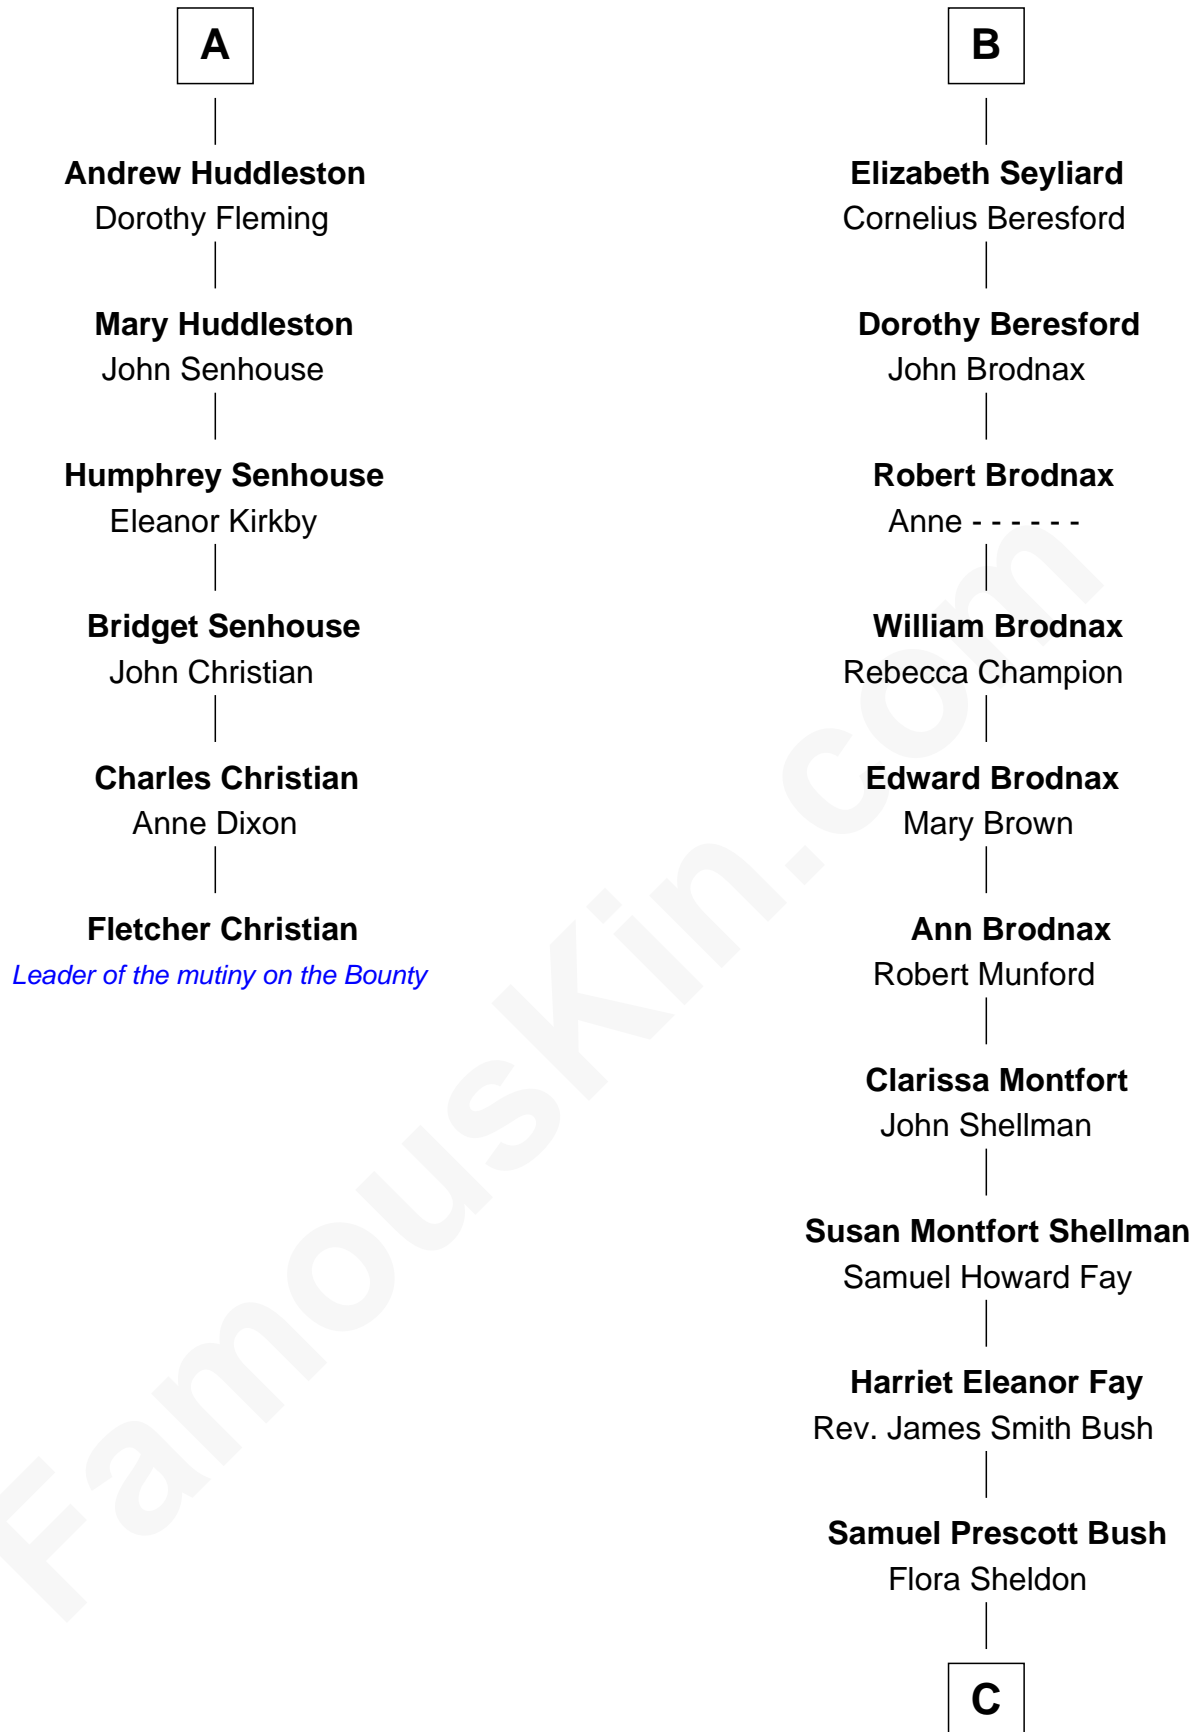 A
Andrew Huddleston
Dorothy Fleming
Mary Huddleston
John Senhouse
Humphrey Senhouse
Eleanor Kirkby
Bridget Senhouse
John Christian
Charles Christian
Anne Dixon
Fletcher Christian
Leader of the mutiny on the Bounty
B
Elizabeth Seyliard
Cornelius Beresford
Dorothy Beresford
John Brodnax
Robert Brodnax
Anne - - - - - -
William Brodnax
Rebecca Champion
Edward Brodnax
Mary Brown
Ann Brodnax
Robert Munford
Clarissa Montfort
John Shellman
Susan Montfort Shellman
Samuel Howard Fay
Harriet Eleanor Fay
Rev. James Smith Bush
Samuel Prescott Bush
Flora Sheldon
C
FamousKin.com